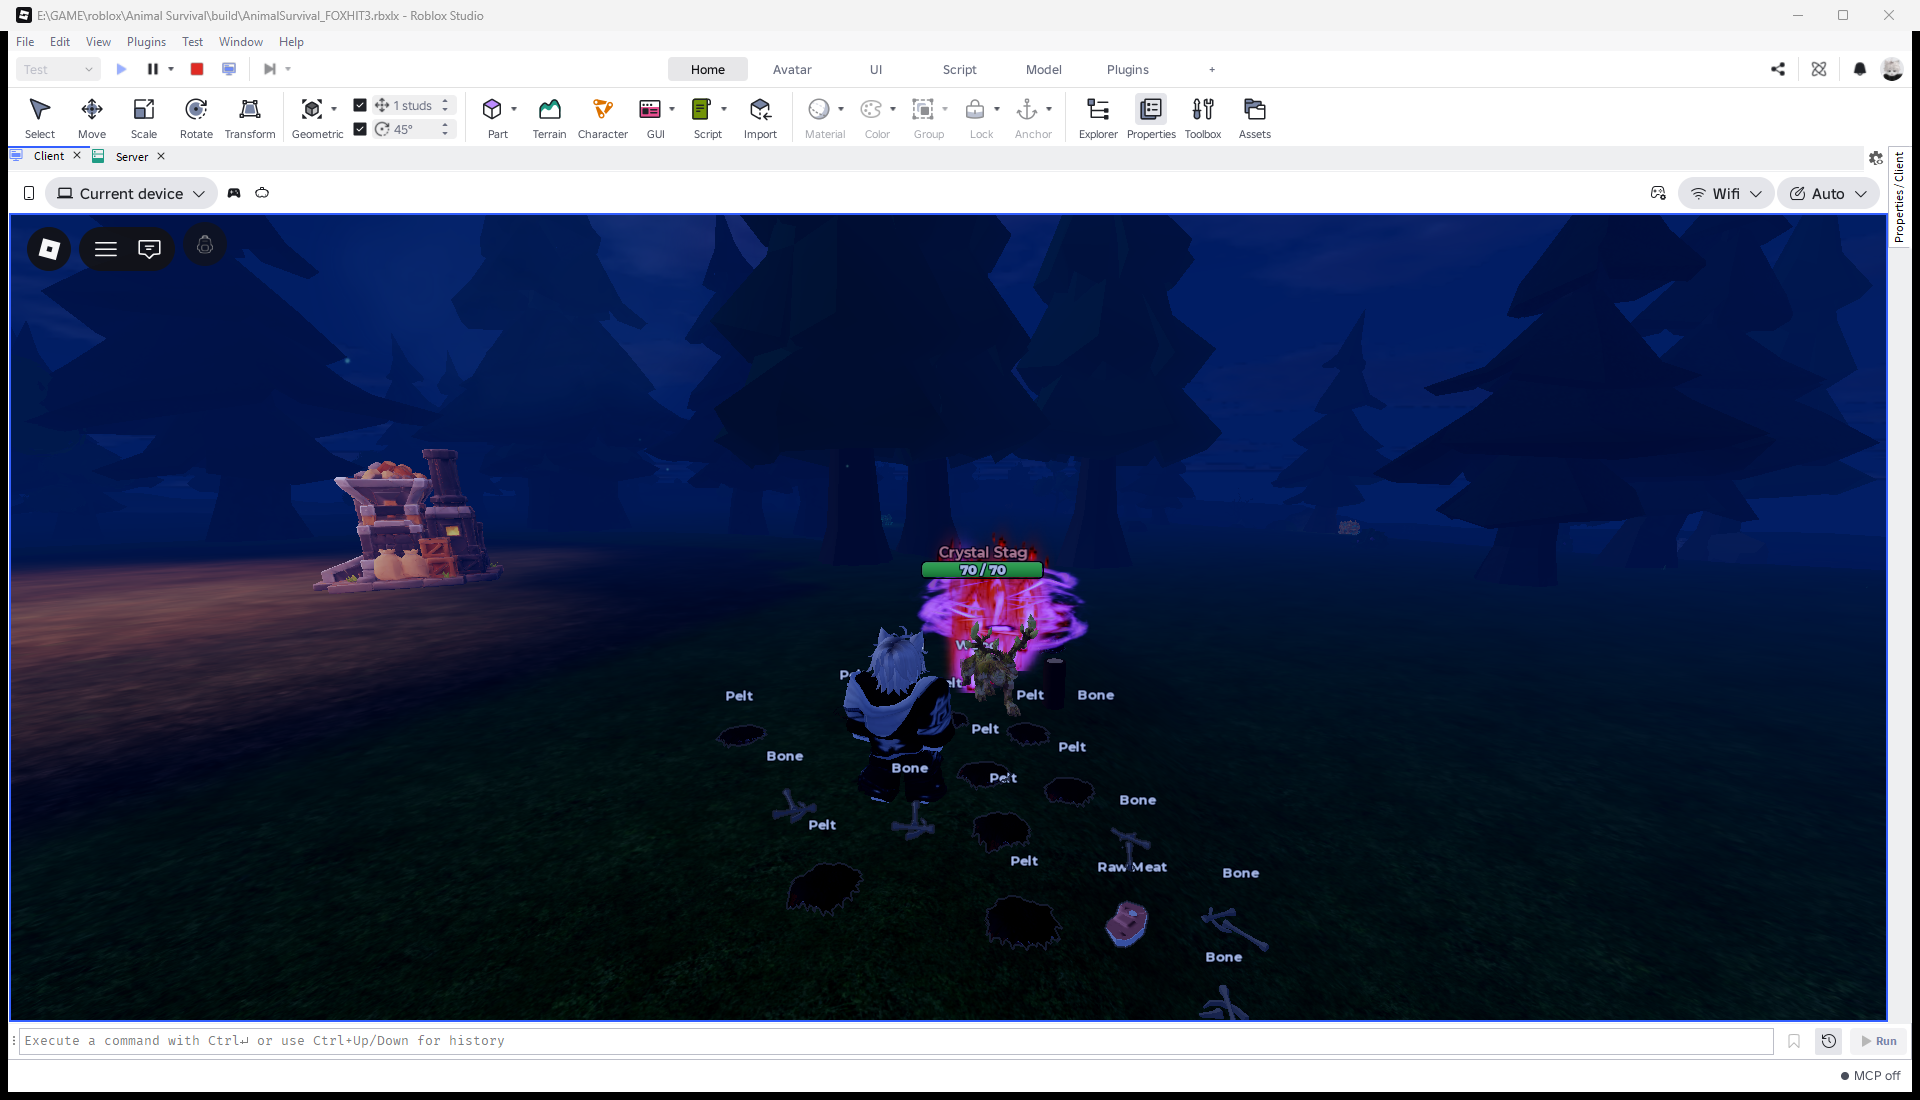 E:\GAME\roblox\Animal Survival\build\AnimalSurvival_FOXHIT3.rbxlx - Roblox Studio
File Edit View Plugins Test Window Help
Test
Home Avatar UI Script Model Plugins +
1 studs
45°
Select Move Scale Rotate Transform Geometric Part Terrain Character GUI Script Import Material Color Group Lock Anchor Explorer Properties Toolbox Assets
Client Server
Properties / Client
Current device Wifi Auto
Crystal Stag
70 / 70
Pelt
Pelt
Bone
Pelt
Pelt
Bone
Bone
Pelt
Bone
Pelt
Pelt
Raw Meat
Bone
Bone
Execute a command with Ctrl↵ or use Ctrl+Up/Down for history
Run
MCP off